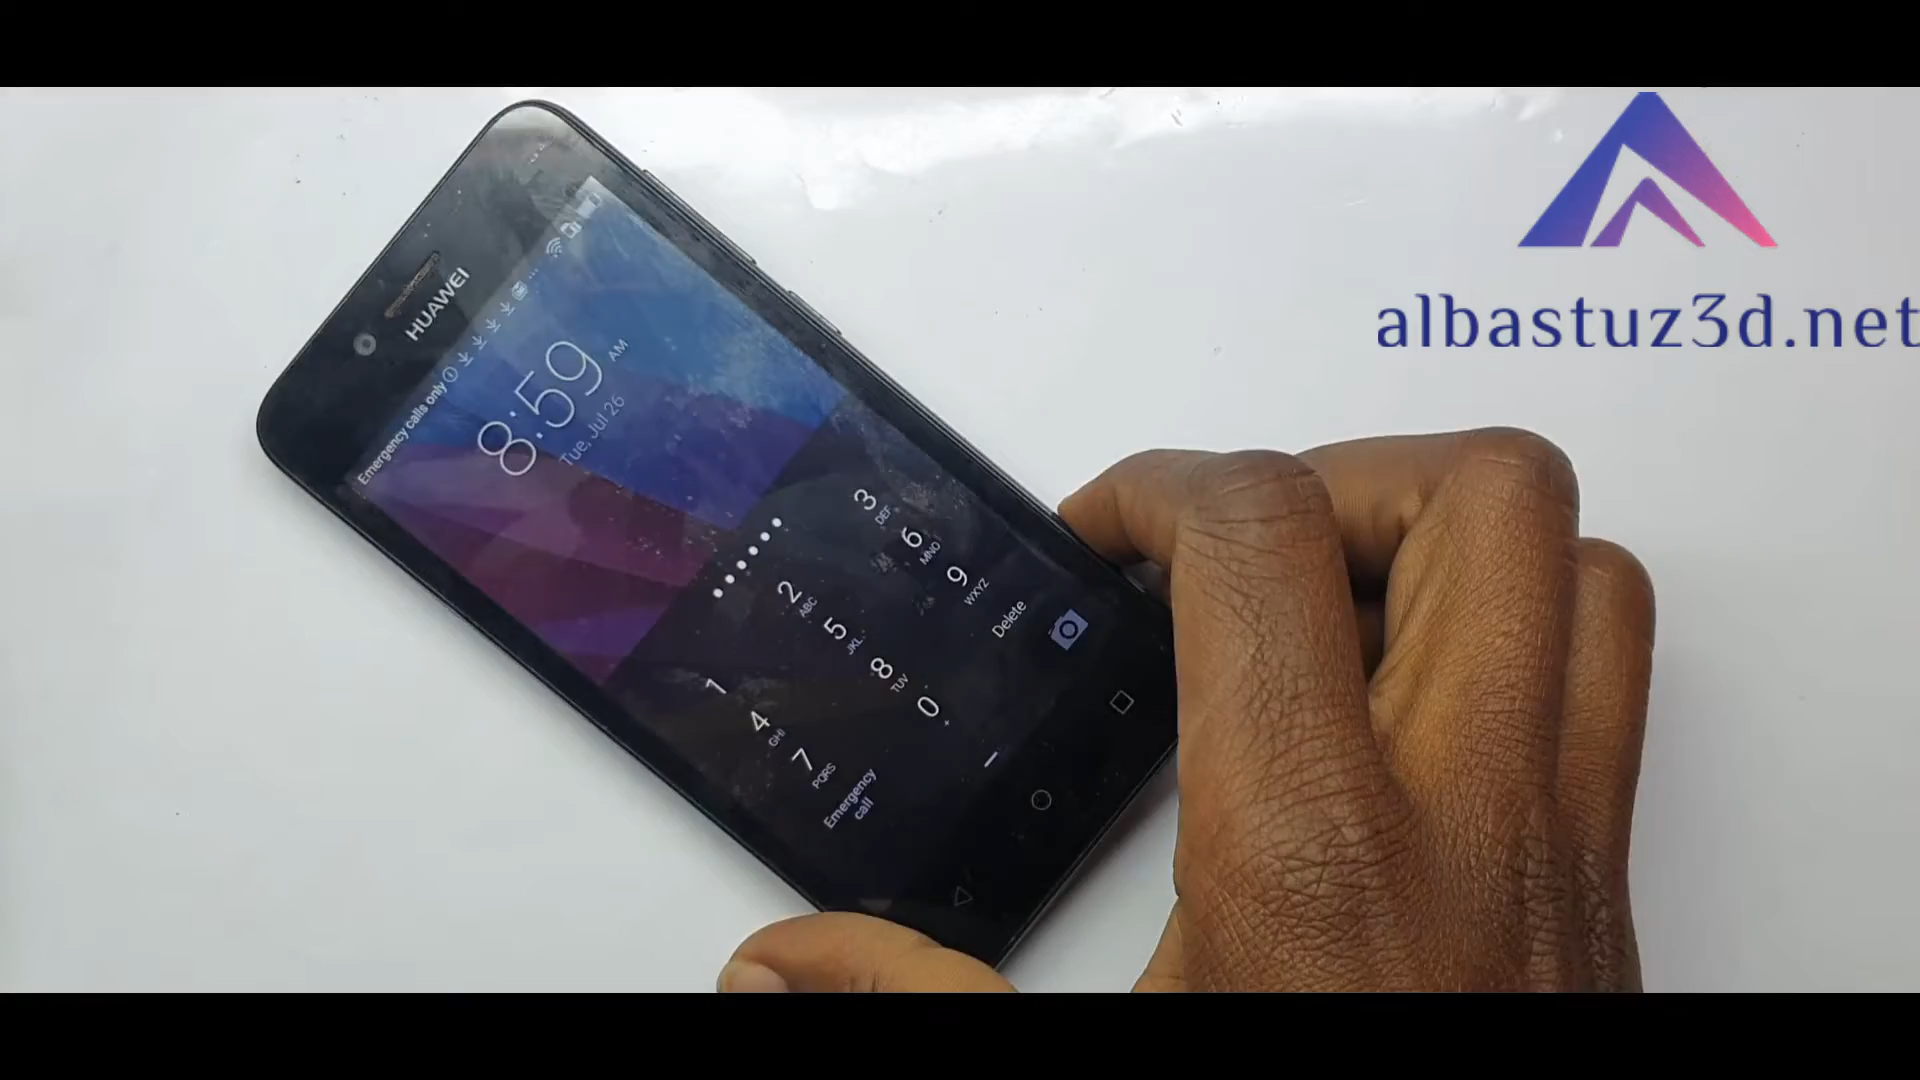 albastuz3d.net
HUAWEI
Emergency calls only
8:59 AM
Tue, Jul 26
1
2 ABC
3 DEF
4 GHI
5 JKL
6 MNO
7 PQRS
8 TUV
9 WXYZ
Emergency
call
0 +
Delete